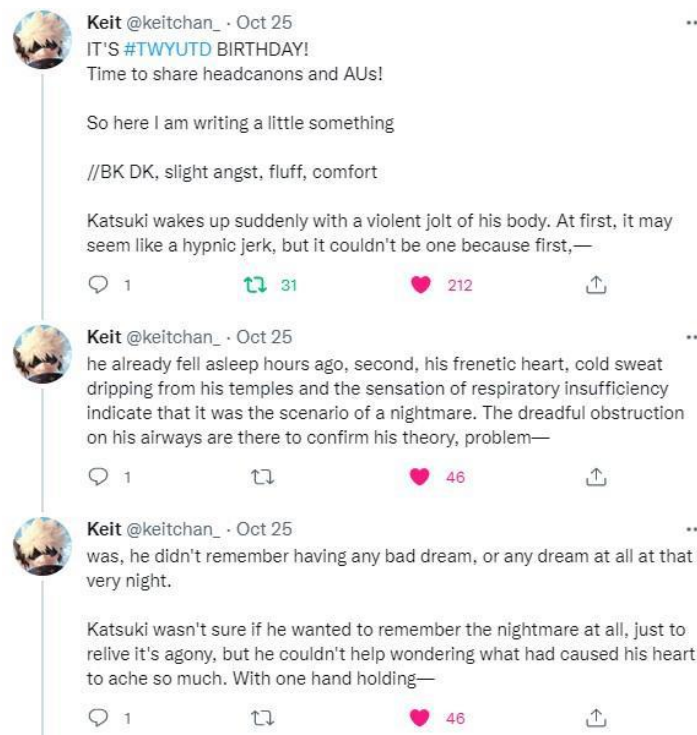 Keit @keitchan_ · Oct 25
IT'S #TWYUTD BIRTHDAY!
Time to share headcanons and AUs!
So here I am writing a little something
//BK DK, slight angst, fluff, comfort
Katsuki wakes up suddenly with a violent jolt of his body. At first, it may
seem like a hypnic jerk, but it couldn't be one because first,—
1 31 212
Keit @keitchan_ · Oct 25
he already fell asleep hours ago, second, his frenetic heart, cold sweat
dripping from his temples and the sensation of respiratory insufficiency
indicate that it was the scenario of a nightmare. The dreadful obstruction
on his airways are there to confirm his theory, problem—
1 46
Keit @keitchan_ · Oct 25
was, he didn't remember having any bad dream, or any dream at all at that
very night.
Katsuki wasn't sure if he wanted to remember the nightmare at all, just to
relive it's agony, but he couldn't help wondering what had caused his heart
to ache so much. With one hand holding—
1 46